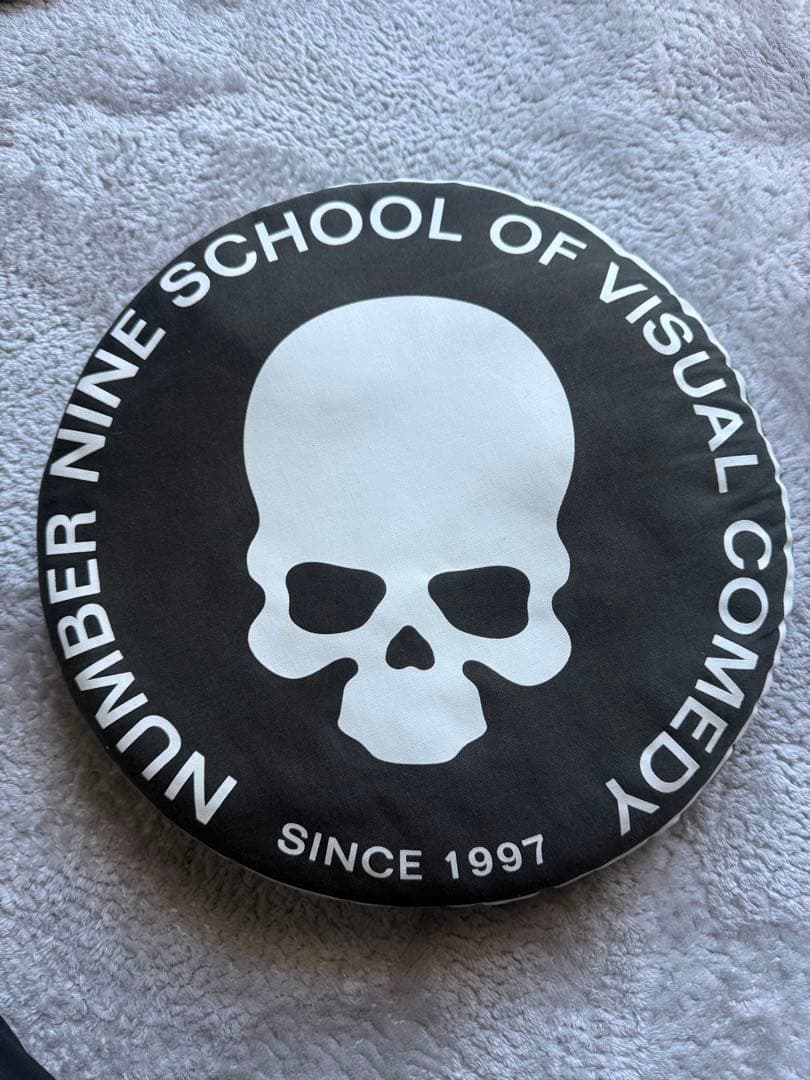 NUMBER NINE SCHOOL OF VISUAL COMEDY
SINCE 1997